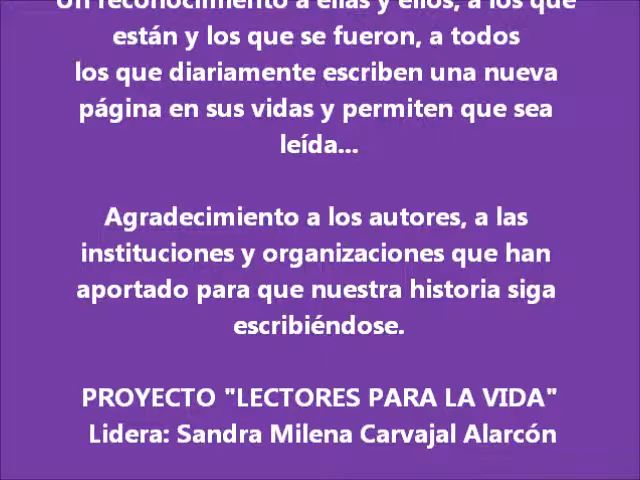 Un reconocimiento a ellas y ellos, a los que
están y los que se fueron, a todos
los que diariamente escriben una nueva
página en sus vidas y permiten que sea
leída...
Agradecimiento a los autores, a las
instituciones y organizaciones que han
aportado para que nuestra historia siga
escribiéndose.
PROYECTO "LECTORES PARA LA VIDA"
Lidera: Sandra Milena Carvajal Alarcón